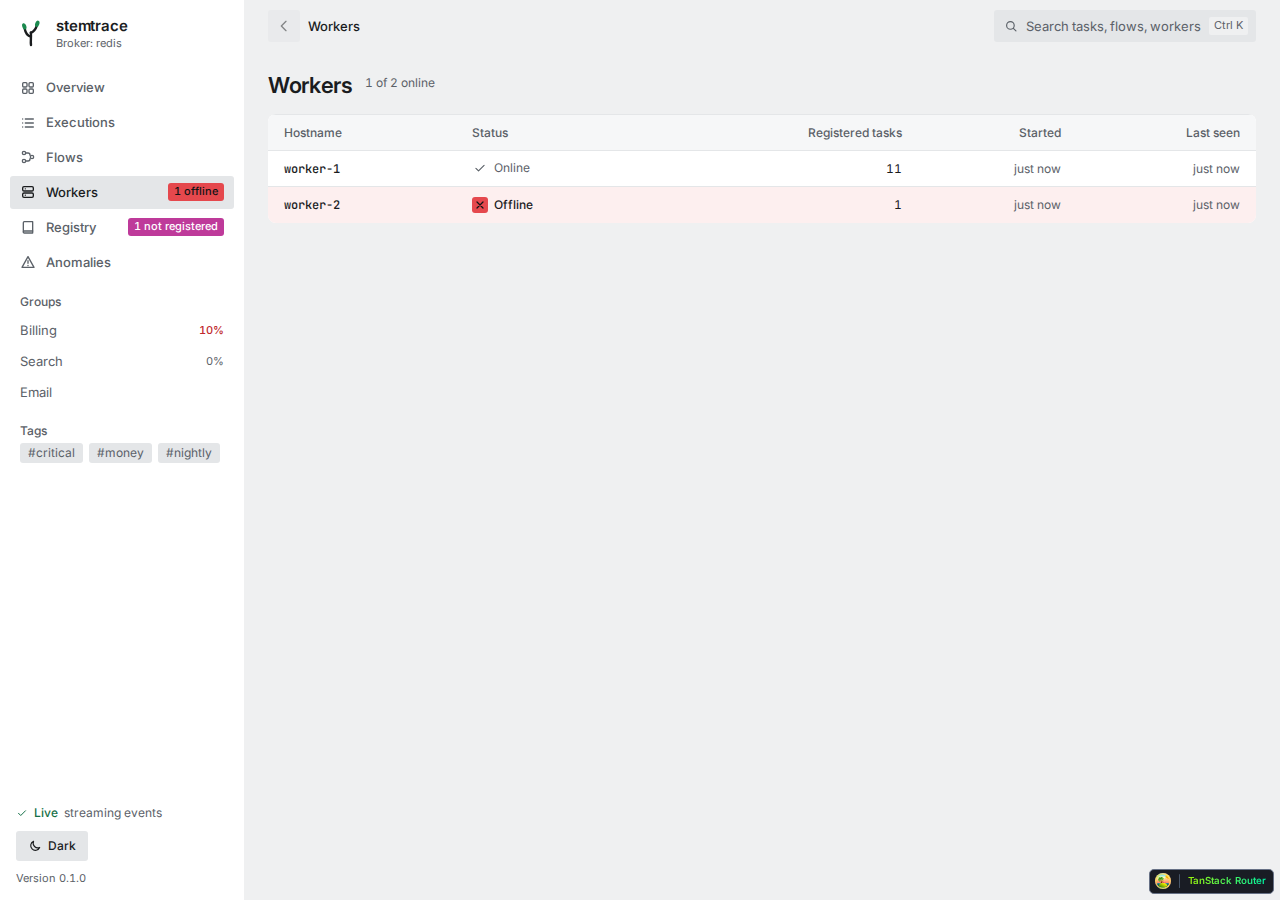 stemtrace
Broker: redis
Overview
Executions
Flows
Workers 1 offline
Registry 1 not registered
Anomalies
Groups
Billing 10%
Search 0%
Email
Tags
#critical #money #nightly
Live streaming events
Dark
Version 0.1.0
Workers
Search tasks, flows, workers Ctrl K
Workers 1 of 2 online
Hostname Status Registered tasks Started Last seen
worker-1 Online 11 just now just now
worker-2 Offline 1 just now just now
TanStack Router